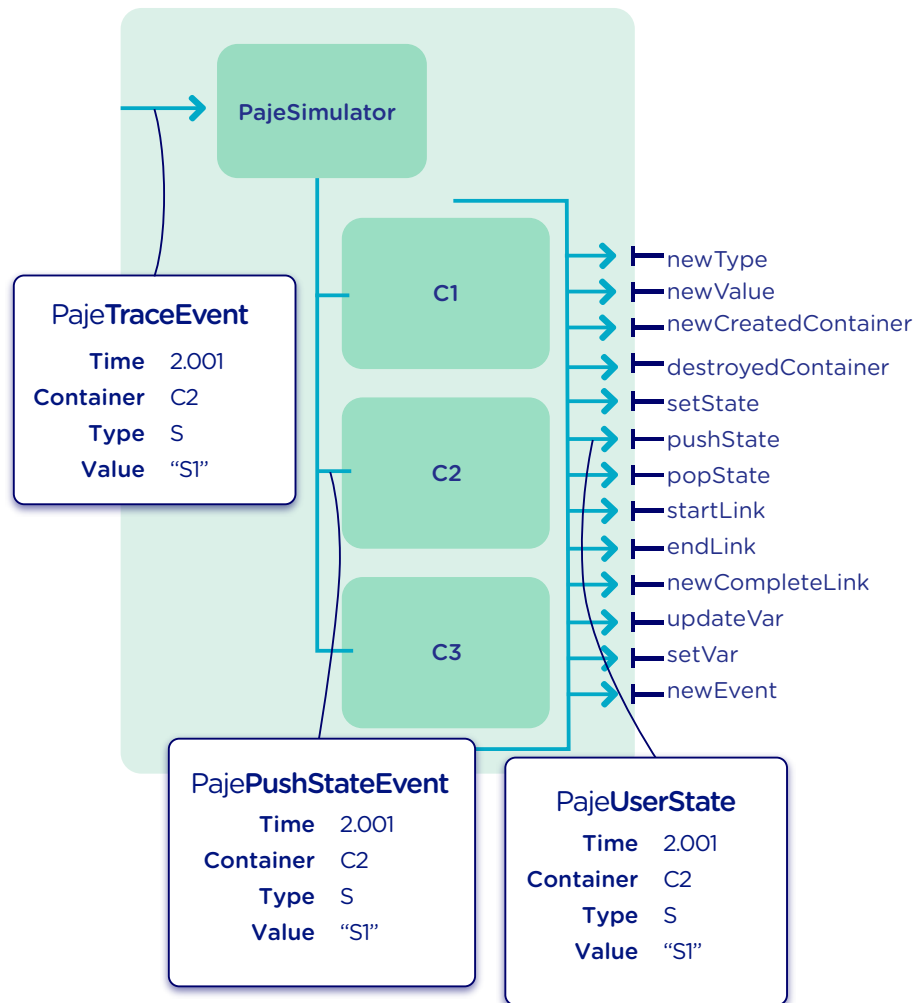 PajeSimulator
C1
C2
C3
newType
newValue
newCreatedContainer
destroyedContainer
setState
pushState
popState
startLink
endLink
newCompleteLink
updateVar
setVar
newEvent
PajeTraceEvent
Time 2.001
Container C2
Type S
Value “S1”
PajePushStateEvent
Time 2.001
Container C2
Type S
Value “S1”
PajeUserState
Time 2.001
Container C2
Type S
Value “S1”